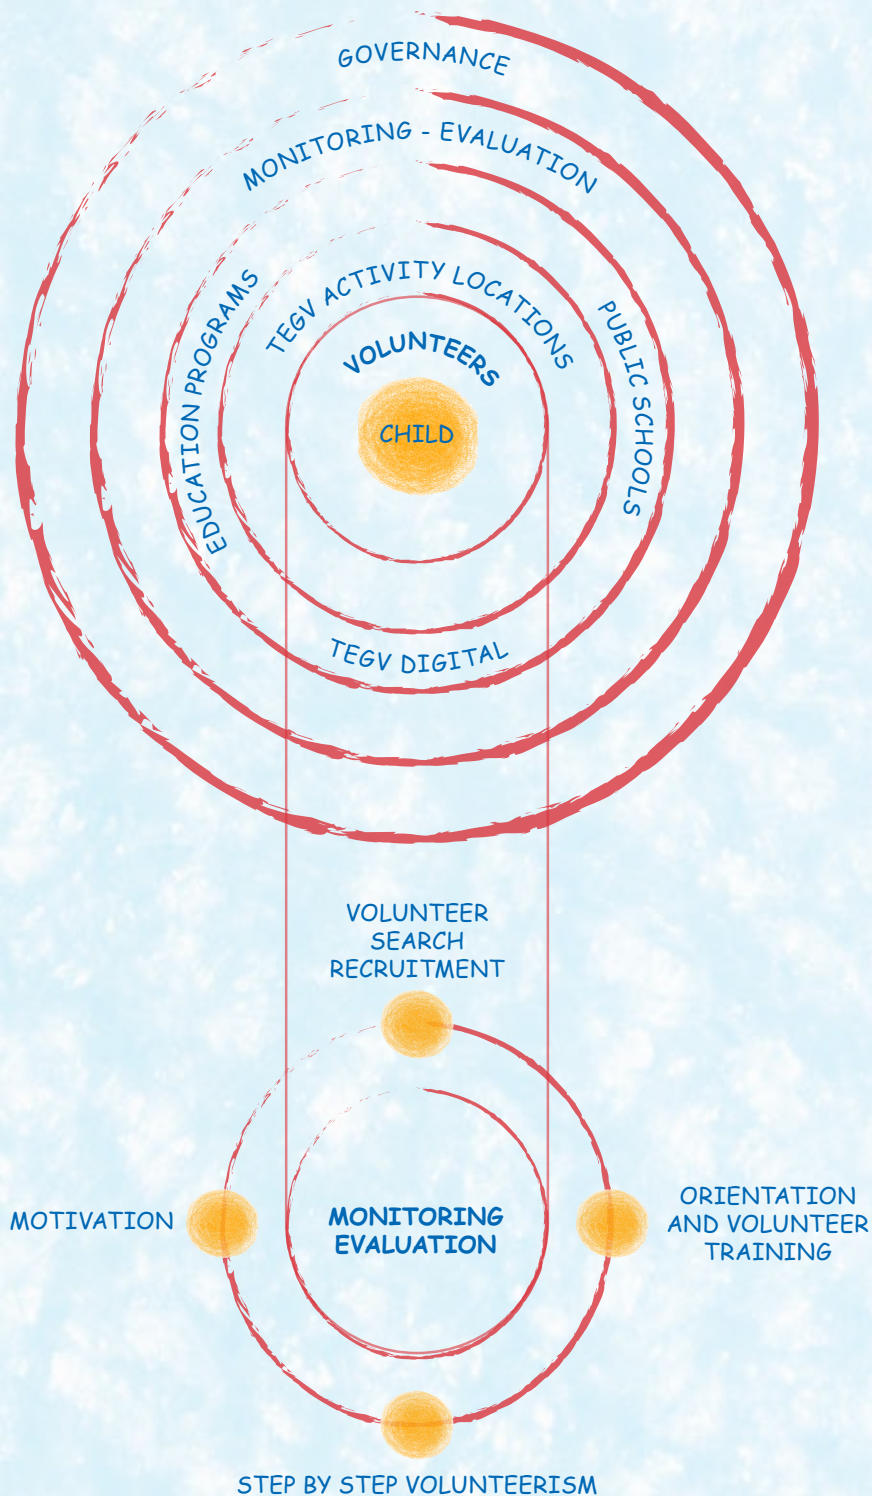 GOVERNANCE
MONITORING - EVALUATION
TEGV ACTIVITY LOCATIONS
EDUCATION PROGRAMS
PUBLIC SCHOOLS
VOLUNTEERS
CHILD
TEGV DIGITAL
VOLUNTEER
SEARCH
RECRUITMENT
MOTIVATION
MONITORING
EVALUATION
ORIENTATION
AND VOLUNTEER
TRAINING
STEP BY STEP VOLUNTEERISM